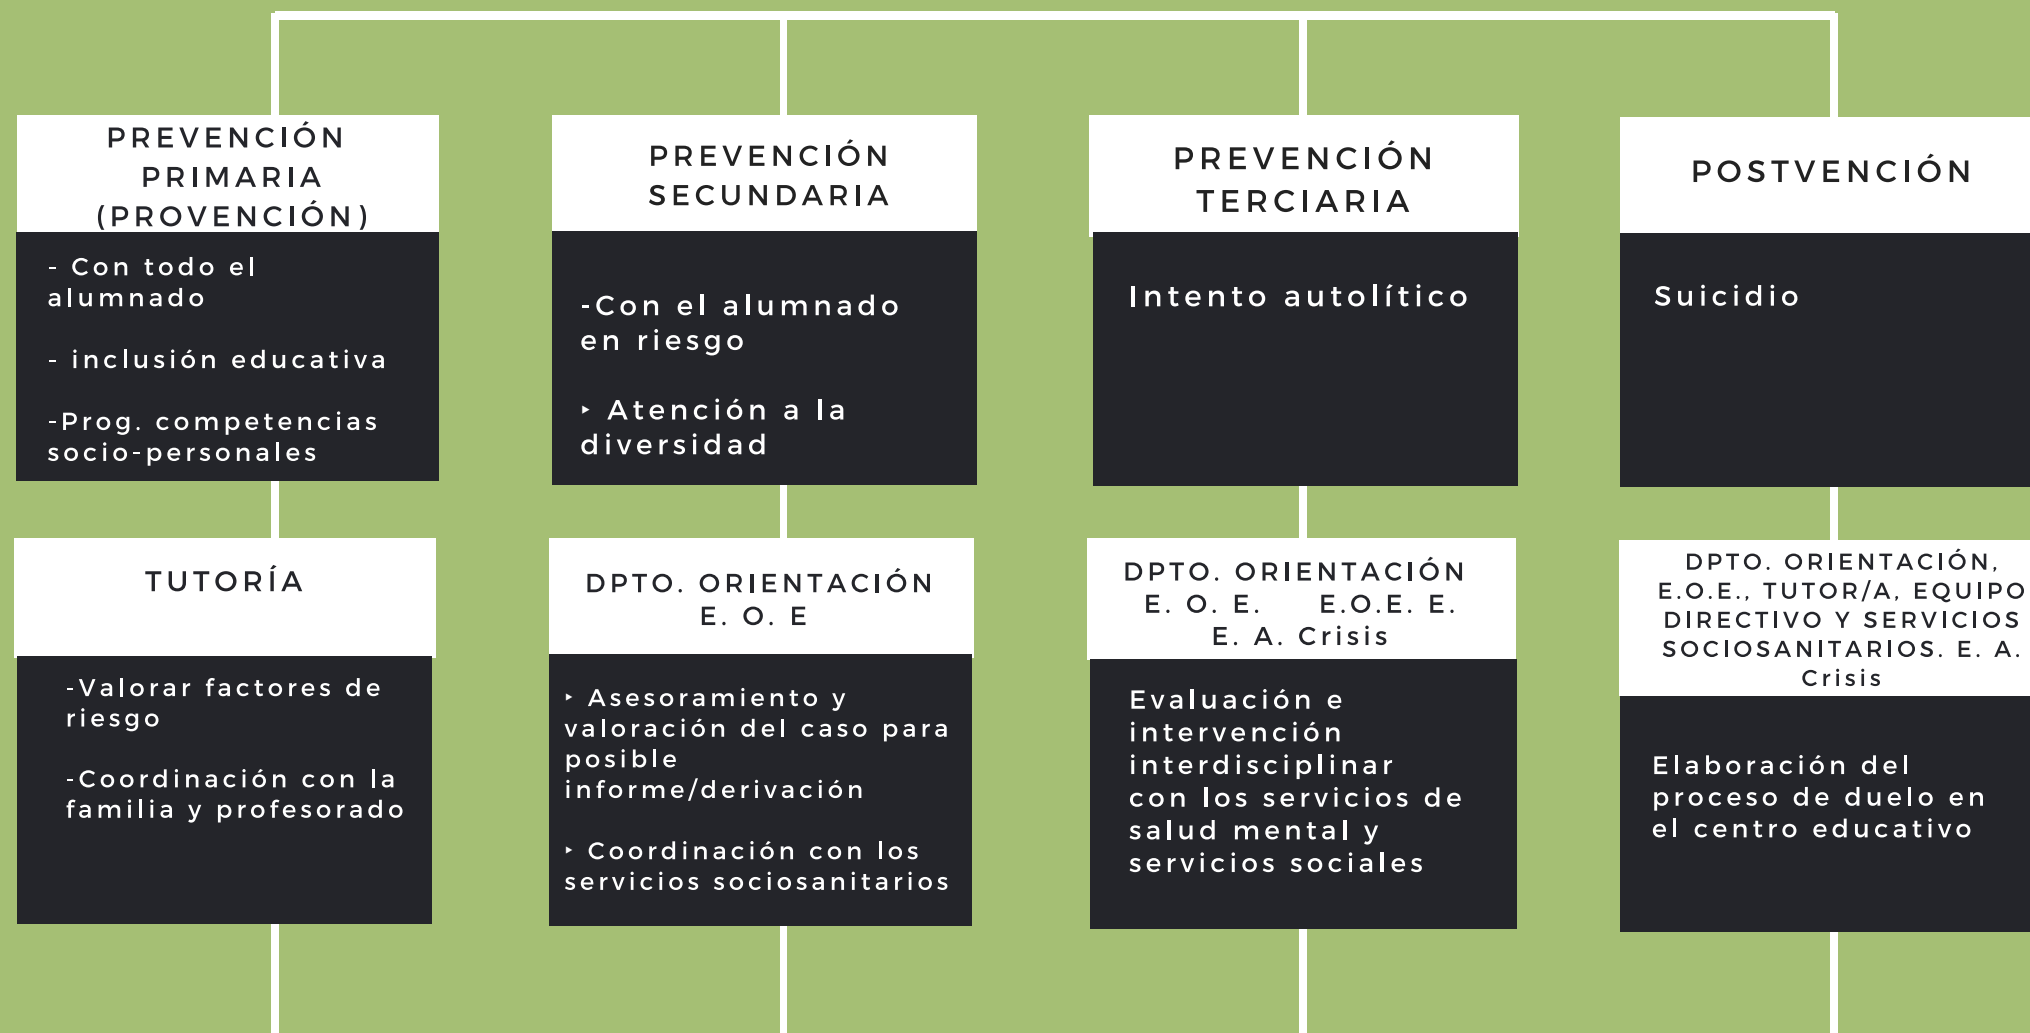 PREVENCIÓN
PRIMARIA
(PROVENCIÓN)
- Con todo el
alumnado
- inclusión educativa
-Prog. competencias
socio-personales
TUTORÍA
-Valorar factores de
riesgo
-Coordinación con la
familia y profesorado
PREVENCIÓN
SECUNDARIA
-Con el alumnado
en riesgo
‣ Atención a la
diversidad
DPTO. ORIENTACIÓN
E. O. E
‣ Asesoramiento y
valoración del caso para
posible
informe/derivación
‣ Coordinación con los
servicios sociosanitarios
PREVENCIÓN
TERCIARIA
Intento autolítico
DPTO. ORIENTACIÓN
E. O. E. E.O.E. E.
E. A. Crisis
Evaluación e
intervención
interdisciplinar
con los servicios de
salud mental y
servicios sociales
POSTVENCIÓN
Suicidio
DPTO. ORIENTACIÓN,
E.O.E., TUTOR/A, EQUIPO
DIRECTIVO Y SERVICIOS
SOCIOSANITARIOS. E. A.
Crisis
Elaboración del
proceso de duelo en
el centro educativo